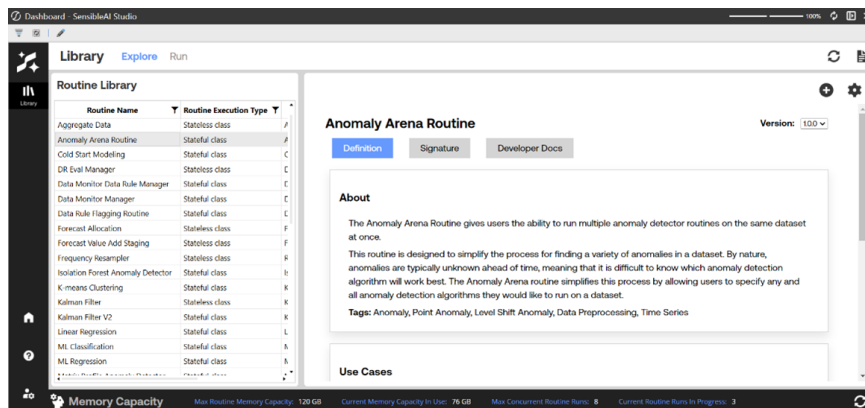 Dashboard - SensibleAI Studio
100%
Library Explore Run
Library
Routine Library
Routine Name Routine Execution Type
Aggregate Data Stateless class A
Anomaly Arena Routine Stateful class A
Cold Start Modeling Stateful class C
DR Eval Manager Stateless class
Data Monitor Data Rule Manager Stateful class
Data Monitor Manager Stateful class
Data Rule Flagging Routine Stateful class
Forecast Allocation Stateless class F
Forecast Value Add Staging Stateless class F
Frequency Resampler Stateless class
Isolation Forest Anomaly Detector Stateful class
K-means Clustering Stateful class K
Kalman Filter Stateless class K
Kalman Filter V2 Stateful class K
Linear Regression Stateful class L
ML Classification Stateful class
ML Regression Stateful class
Matrix Profile Anomaly Detector Stateful class
Anomaly Arena Routine
Version: 1.0.0
Definition Signature Developer Docs
About
The Anomaly Arena Routine gives users the ability to run multiple anomaly detector routines on the same dataset
at once.
This routine is designed to simplify the process for finding a variety of anomalies in a dataset. By nature,
anomalies are typically unknown ahead of time, meaning that it is difficult to know which anomaly detection
algorithm will work best. The Anomaly Arena routine simplifies this process by allowing users to specify any and
all anomaly detection algorithms they would like to run on a dataset.
Tags: Anomaly, Point Anomaly, Level Shift Anomaly, Data Preprocessing, Time Series
Use Cases
Memory Capacity Max Routine Memory Capacity: 120 GB Current Memory Capacity In Use: 76 GB Max Concurrent Routine Runs: 8 Current Routine Runs In Progress: 3